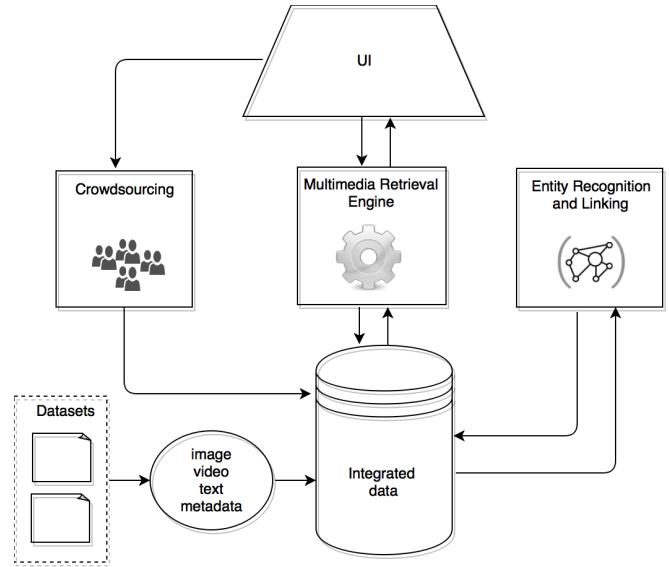 UI
Crowdsourcing
Multimedia Retrieval
Engine
Entity Recognition
and Linking
Datasets
image
video
text
metadata
Integrated
data